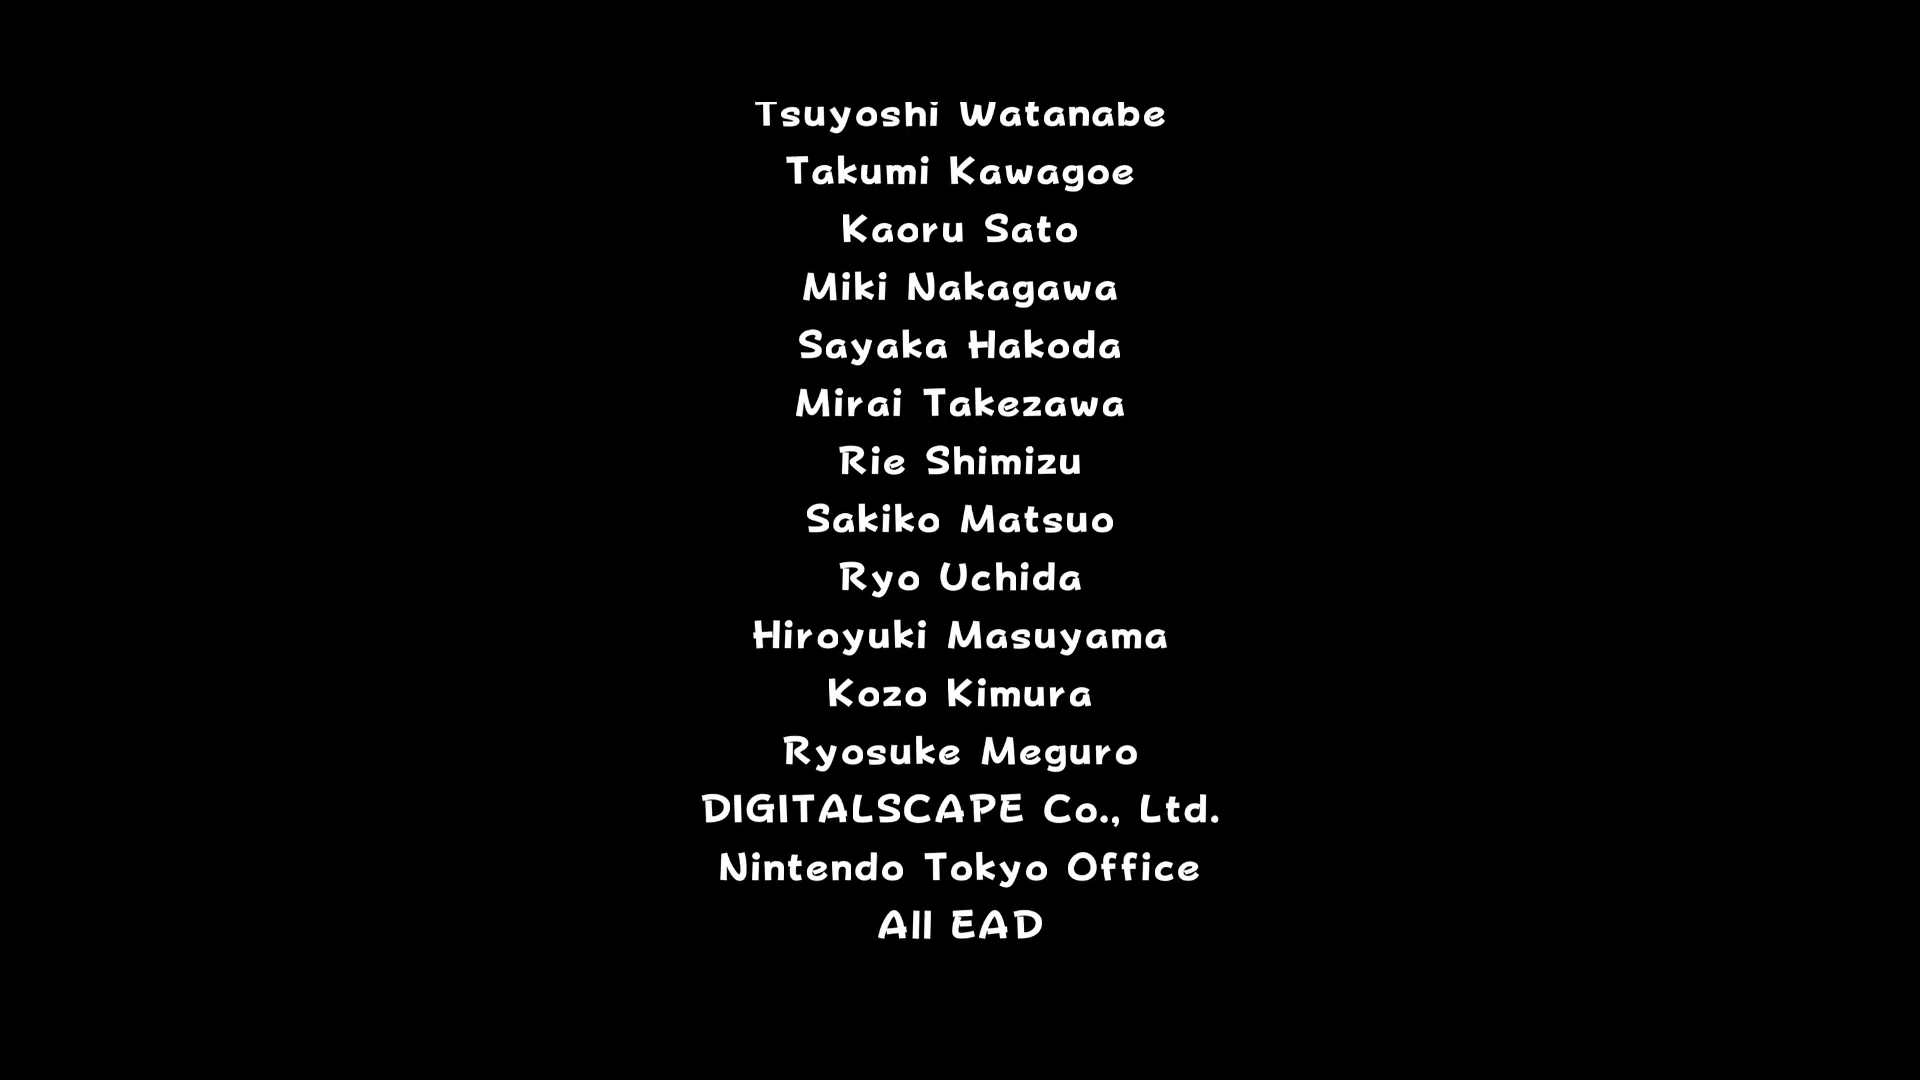 Tsuyoshi Watanabe
Takumi Kawagoe
Kaoru Sato
Miki Nakagawa
Sayaka Hakoda
Mirai Takezawa
Rie Shimizu
Sakiko Matsuo
Ryo Uchida
Hiroyuki Masuyama
Kozo Kimura
Ryosuke Meguro
DIGITALSCAPE Co., Ltd.
Nintendo Tokyo Office
All EAD